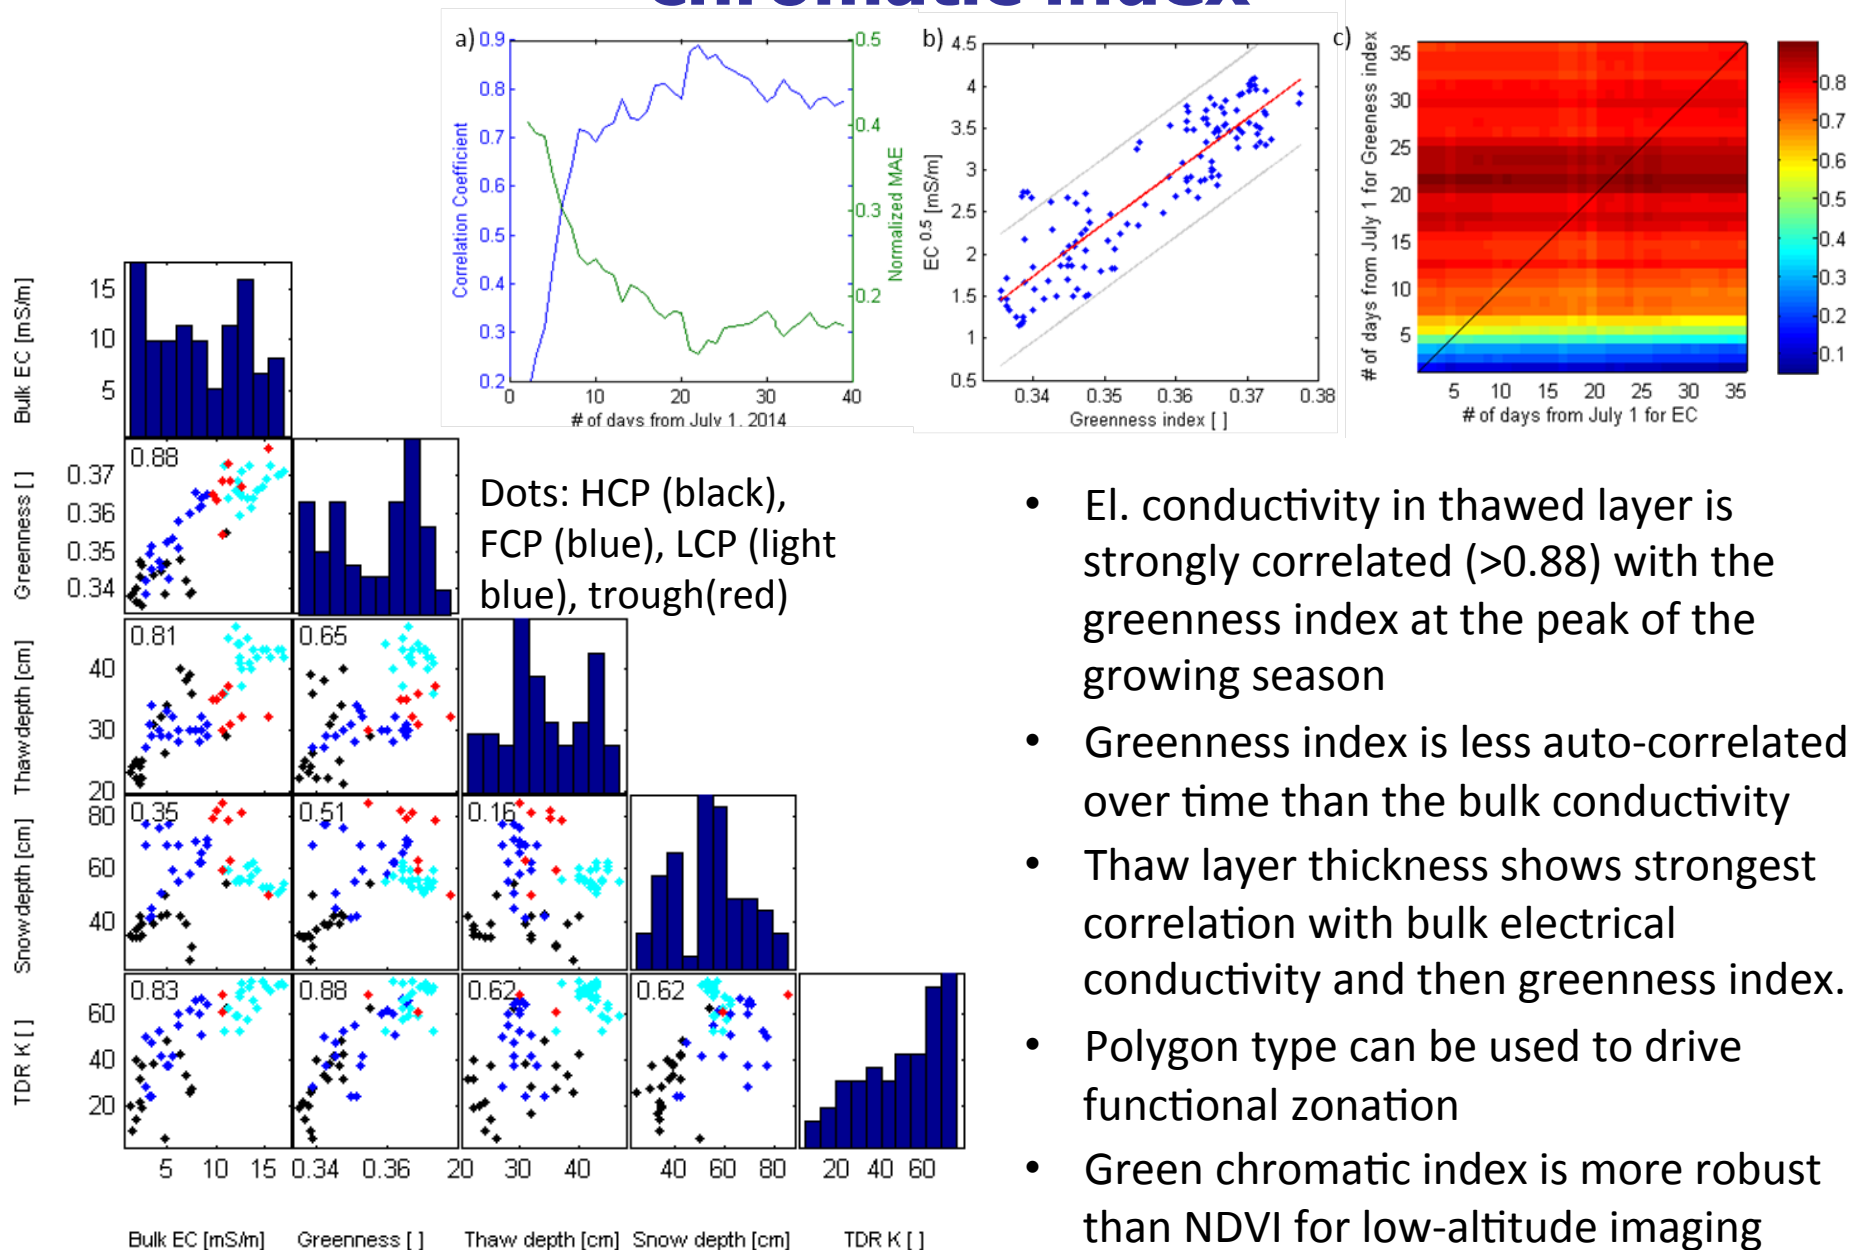 chromatic index
a)
0.9
0.8
0.7
0.6
0.5
0.4
0.3
0.2
Correlation Coefficient
0.5
0.4
0.3
0.2
Normalized MAE
0 10 20 30 40
# of days from July 1, 2014
b)
4.5
4
3.5
3
2.5
2
1.5
1
0.5
EC 0.5 [mS/m]
0.34 0.35 0.36 0.37 0.38
Greenness index [ ]
c)
35
30
25
20
15
10
5
# of days from July 1 for Greeness index
5 10 15 20 25 30 35
# of days from July 1 for EC
0.8
0.7
0.6
0.5
0.4
0.3
0.2
0.1
Bulk EC [mS/m]
15
10
5
Greenness [ ]
0.37
0.36
0.35
0.34
0.88
Dots: HCP (black),
FCP (blue), LCP (light
blue), trough(red)
Thaw depth [cm]
40
30
20
0.81 0.65
Snow depth [cm]
80
60
40
0.35 0.51 0.16
TDR K [ ]
60
40
20
0.83 0.88 0.62 0.62
5 10 15 0.34 0.36 20 30 40 40 60 80 20 40 60
Bulk EC [mS/m] Greenness [ ] Thaw depth [cm] Snow depth [cm] TDR K [ ]
• El. conductivity in thawed layer is
strongly correlated (>0.88) with the
greenness index at the peak of the
growing season
• Greenness index is less auto-correlated
over time than the bulk conductivity
• Thaw layer thickness shows strongest
correlation with bulk electrical
conductivity and then greenness index.
• Polygon type can be used to drive
functional zonation
• Green chromatic index is more robust
than NDVI for low-altitude imaging